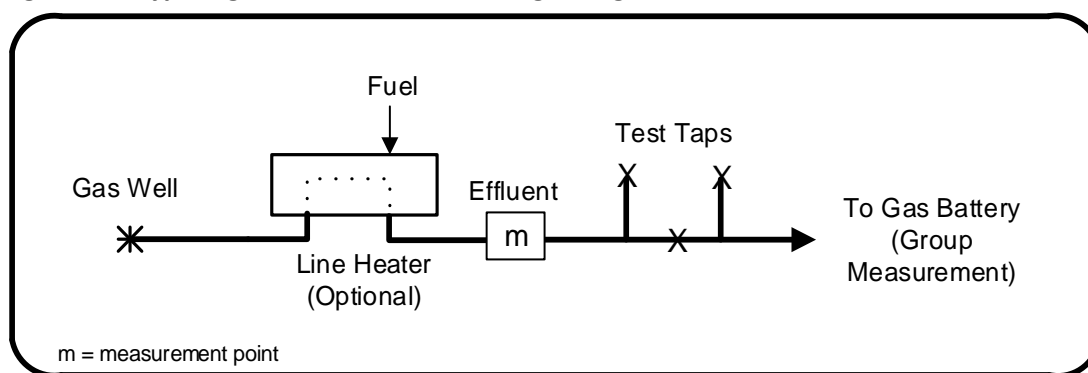 Fuel
Test Taps
Gas Well
Effluent
m
To Gas Battery
(Group
Measurement)
Line Heater
(Optional)
m = measurement point